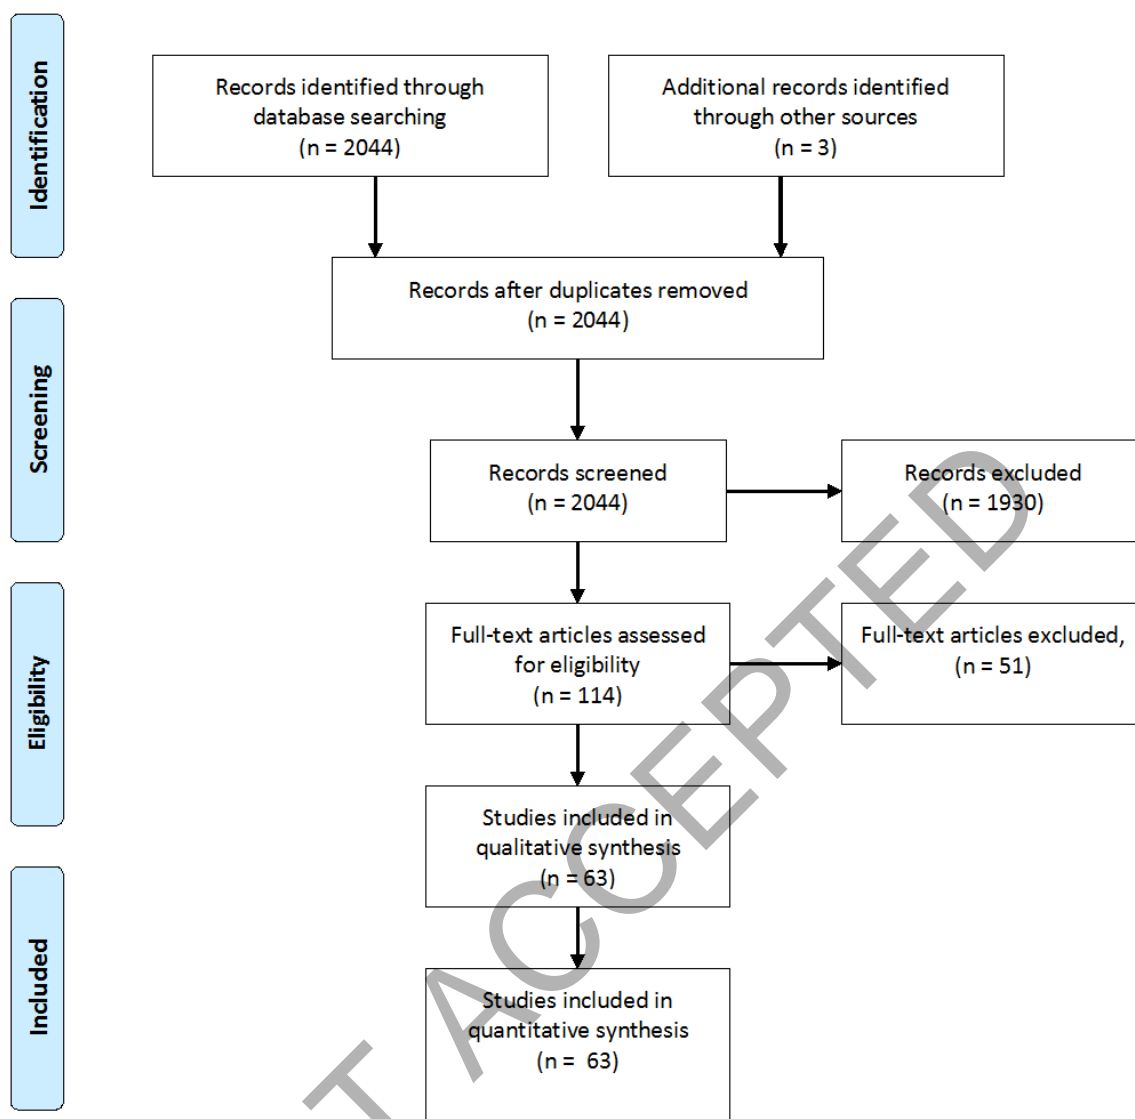 Identification
Records identified through
database searching
(n = 2044)
Additional records identified
through other sources
(n = 3)
Records after duplicates removed
(n = 2044)
Screening
Records screened
(n = 2044)
Records excluded
(n = 1930)
Eligibility
Full-text articles assessed
for eligibility
(n = 114)
Full-text articles excluded,
(n = 51)
Studies included in
qualitative synthesis
(n = 63)
Included
Studies included in
quantitative synthesis
(n = 63)
T ACCEPTED